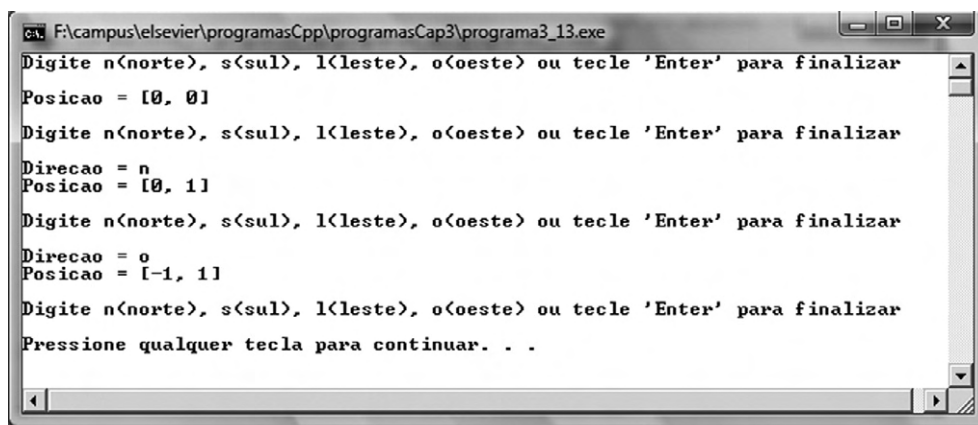 F:\campus\elsevier\programasCpp\programasCap3\programa3_13.exe
Digite n(norte), s(sul), l(leste), o(oeste) ou tecle 'Enter' para finalizar
Posicao = [0, 0]
Digite n(norte), s(sul), l(leste), o(oeste) ou tecle 'Enter' para finalizar
Direcao = n
Posicao = [0, 1]
Digite n(norte), s(sul), l(leste), o(oeste) ou tecle 'Enter' para finalizar
Direcao = o
Posicao = [-1, 1]
Digite n(norte), s(sul), l(leste), o(oeste) ou tecle 'Enter' para finalizar
Pressione qualquer tecla para continuar. . .